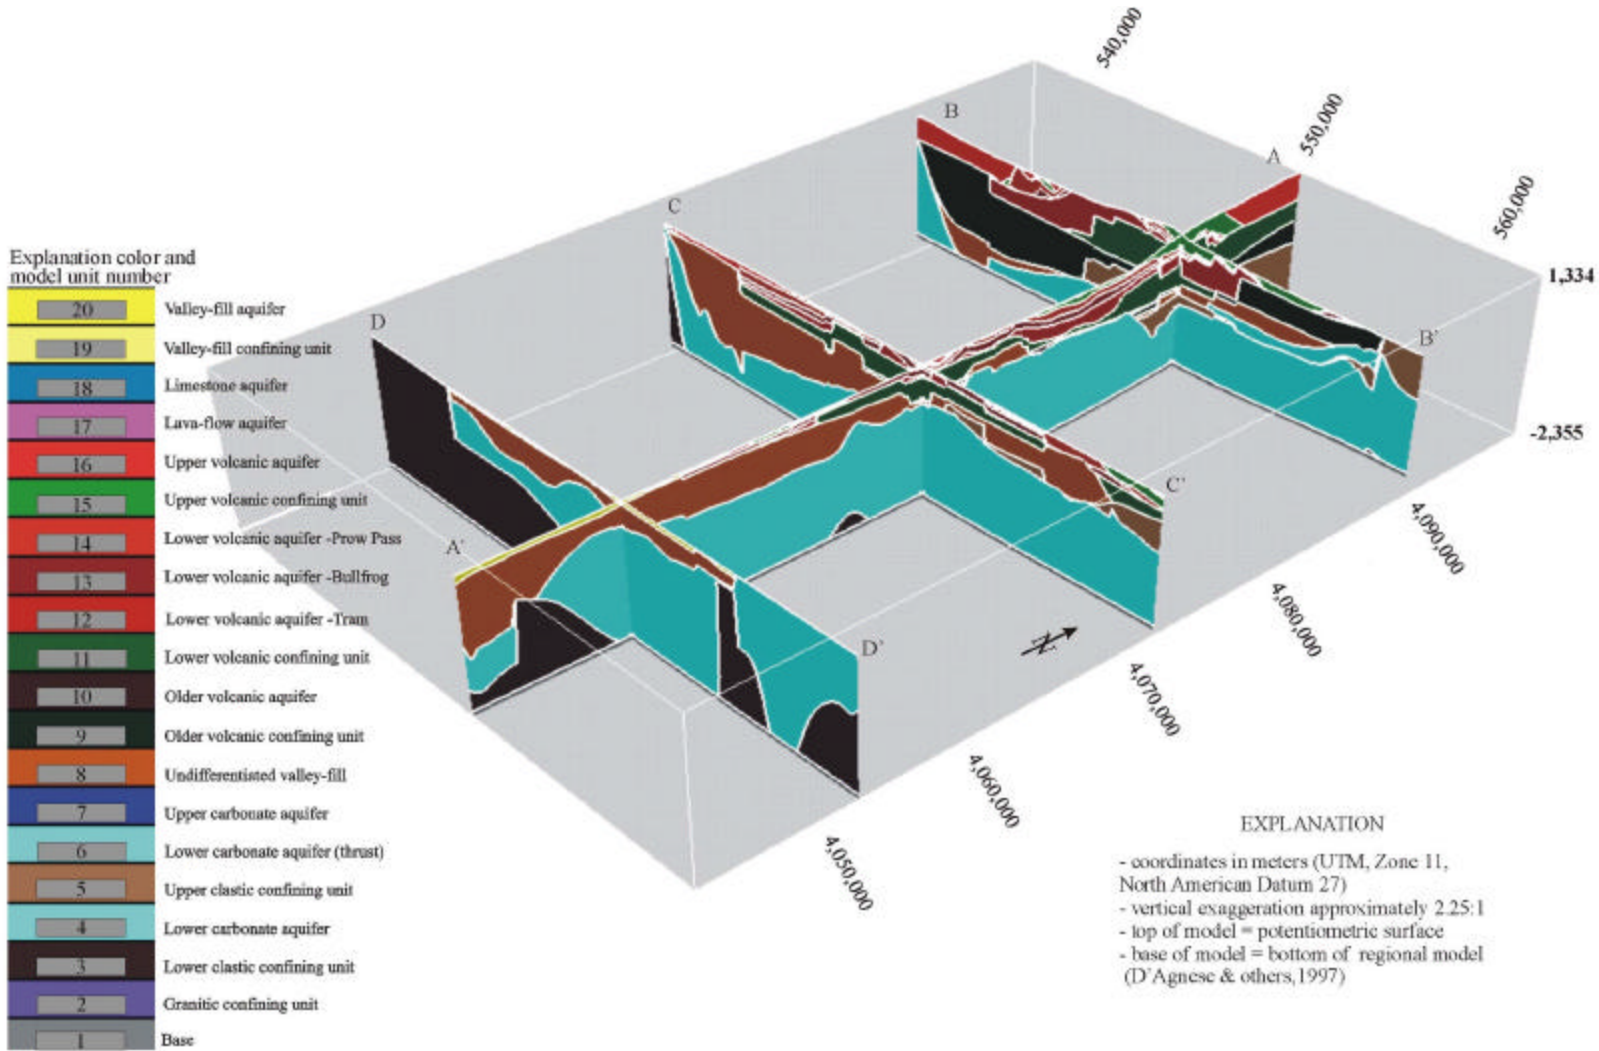 540,000
B
550,000
A
560,000
C
Explanation color and
model unit number
1,334
20 Valley-fill aquifer
D
19 Valley-fill confining unit
B'
18 Limestone aquifer
17 Lava-flow aquifer
-2,355
16 Upper volcanic aquifer
C'
15 Upper volcanic confining unit
4,090,000
14 Lower volcanic aquifer -Prow Pass
A'
13 Lower volcanic aquifer -Bullfrog
4,080,000
12 Lower volcanic aquifer -Tram
N
D'
11 Lower volcanic confining unit
4,070,000
10 Older volcanic aquifer
9 Older volcanic confining unit
8 Undifferentiated valley-fill
4,060,000
7 Upper carbonate aquifer
6 Lower carbonate aquifer (thrust)
4,050,000
5 Upper clastic confining unit
4 Lower carbonate aquifer
3 Lower clastic confining unit
2 Granitic confining unit
1 Base
EXPLANATION
- coordinates in meters (UTM, Zone 11,
North American Datum 27)
- vertical exaggeration approximately 2.25:1
- top of model = potentiometric surface
- base of model = bottom of regional model
(D'Agnese & others,1997)